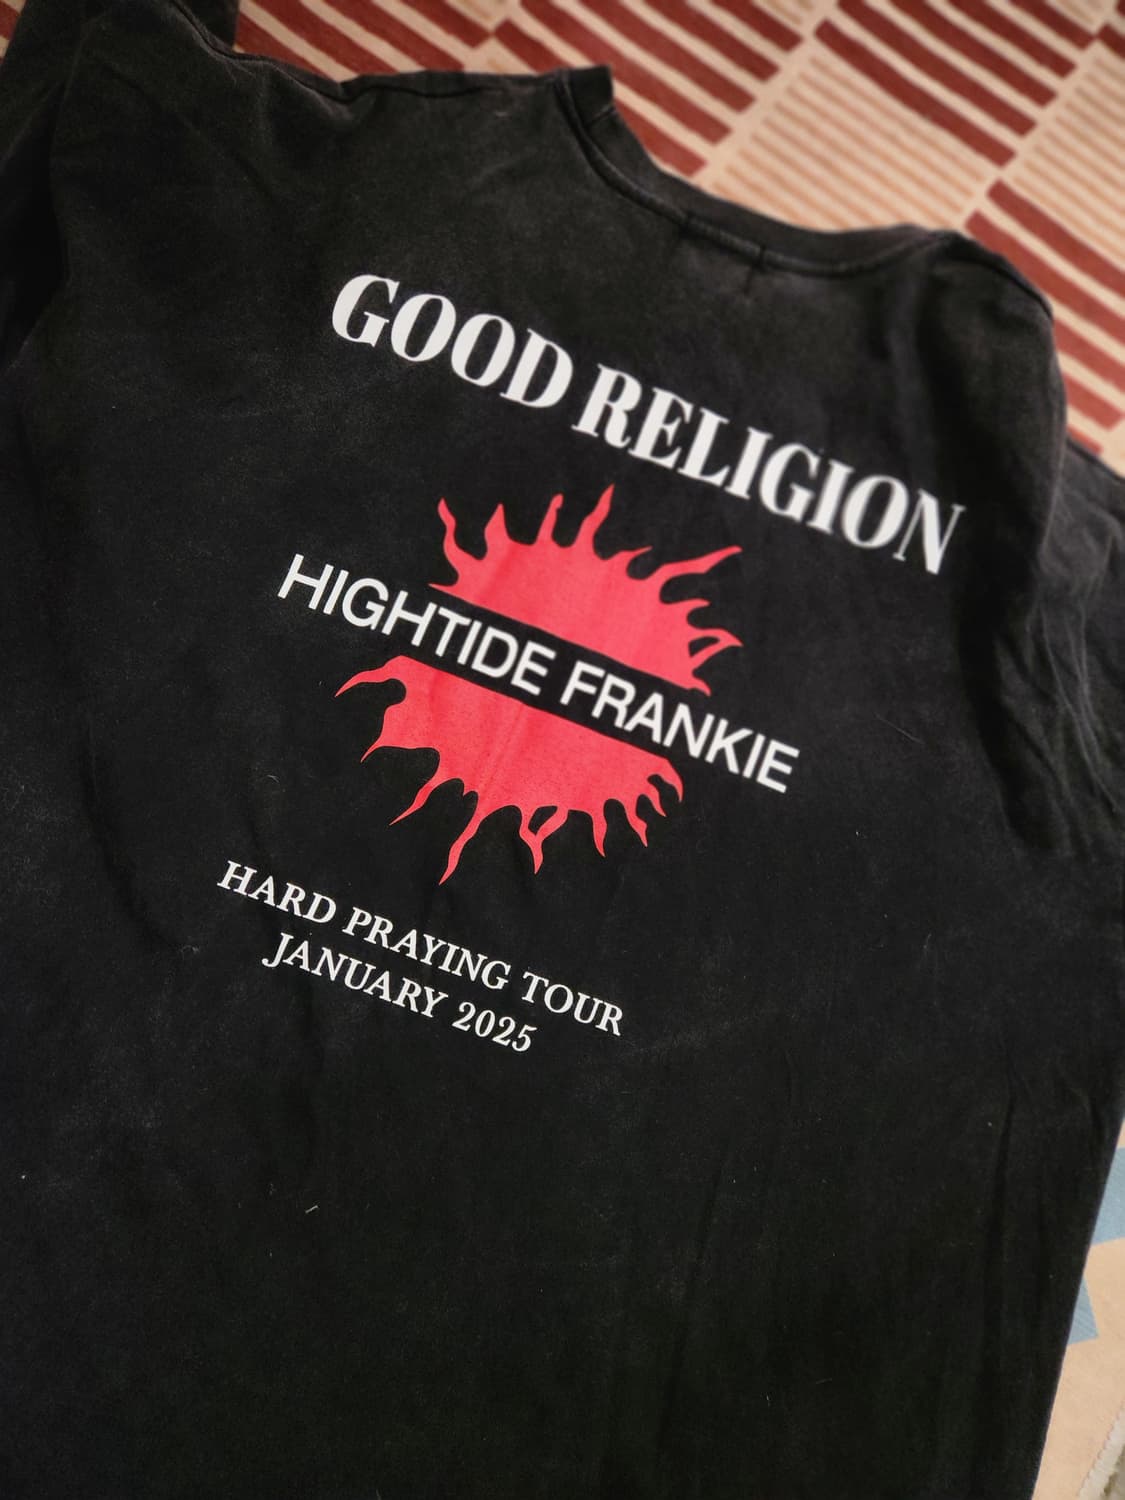 GOOD RELIGION
HIGHTIDE FRANKIE
HARD PRAYING TOUR
JANUARY 2025